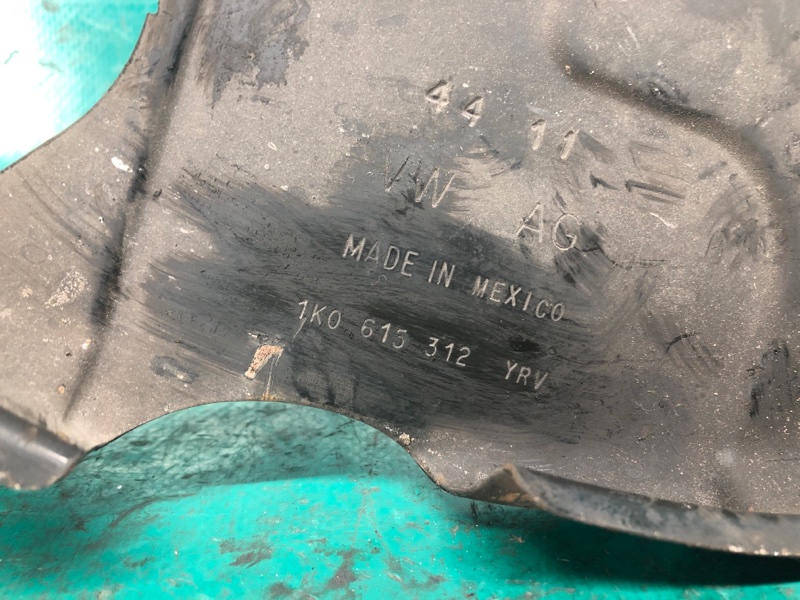 44 11
VW AG
MADE IN MEXICO
1K0 615 312 YRV